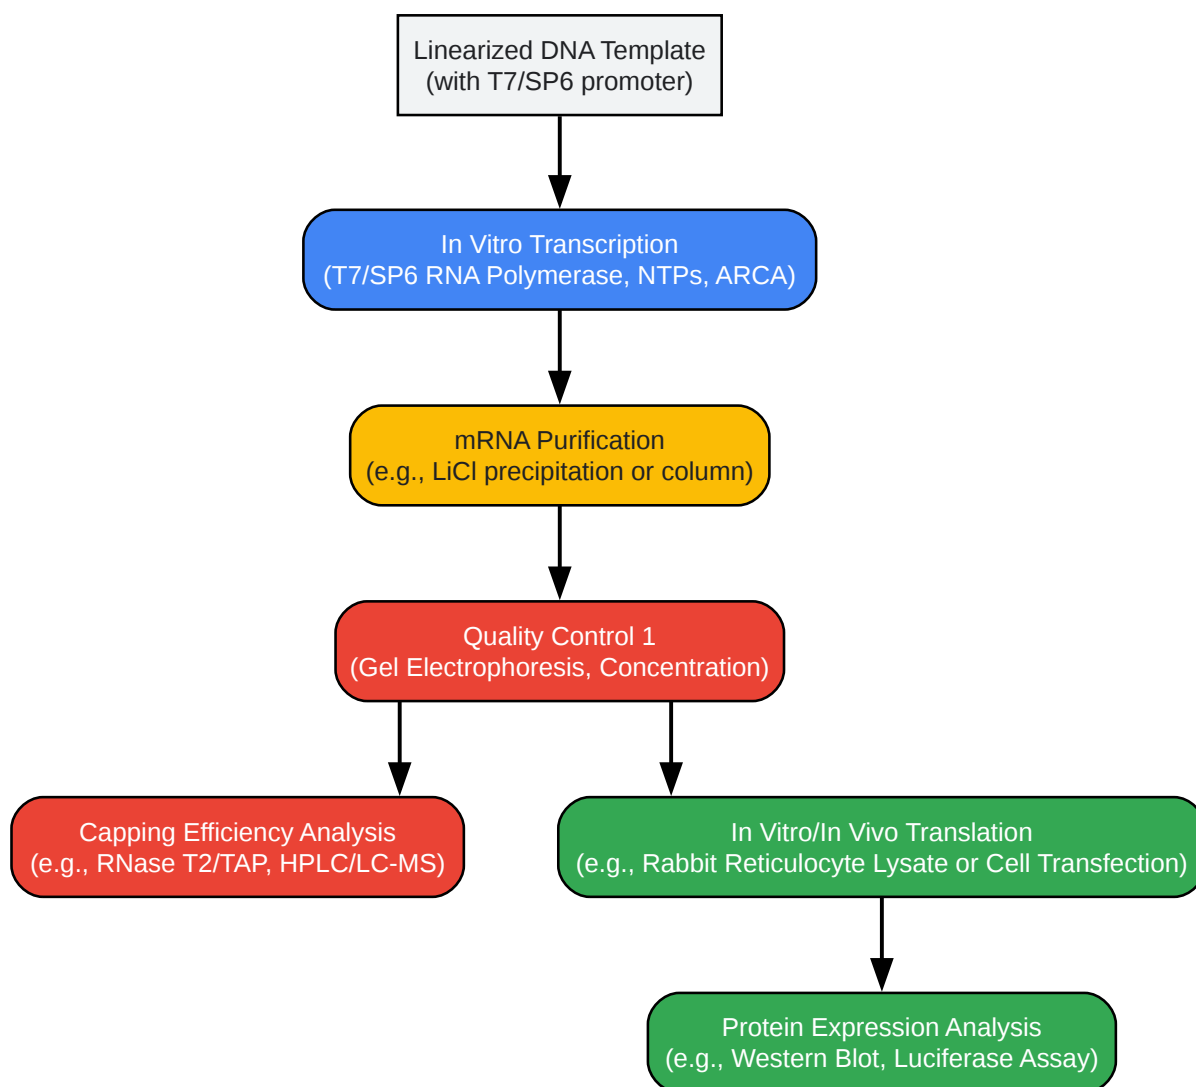 Linearized DNA Template
(with T7/SP6 promoter)
In Vitro Transcription
(T7/SP6 RNA Polymerase, NTPs, ARCA)
mRNA Purification
(e.g., LiCl precipitation or column)
Quality Control 1
(Gel Electrophoresis, Concentration)
Capping Efficiency Analysis
(e.g., RNase T2/TAP, HPLC/LC-MS)
In Vitro/In Vivo Translation
(e.g., Rabbit Reticulocyte Lysate or Cell Transfection)
Protein Expression Analysis
(e.g., Western Blot, Luciferase Assay)